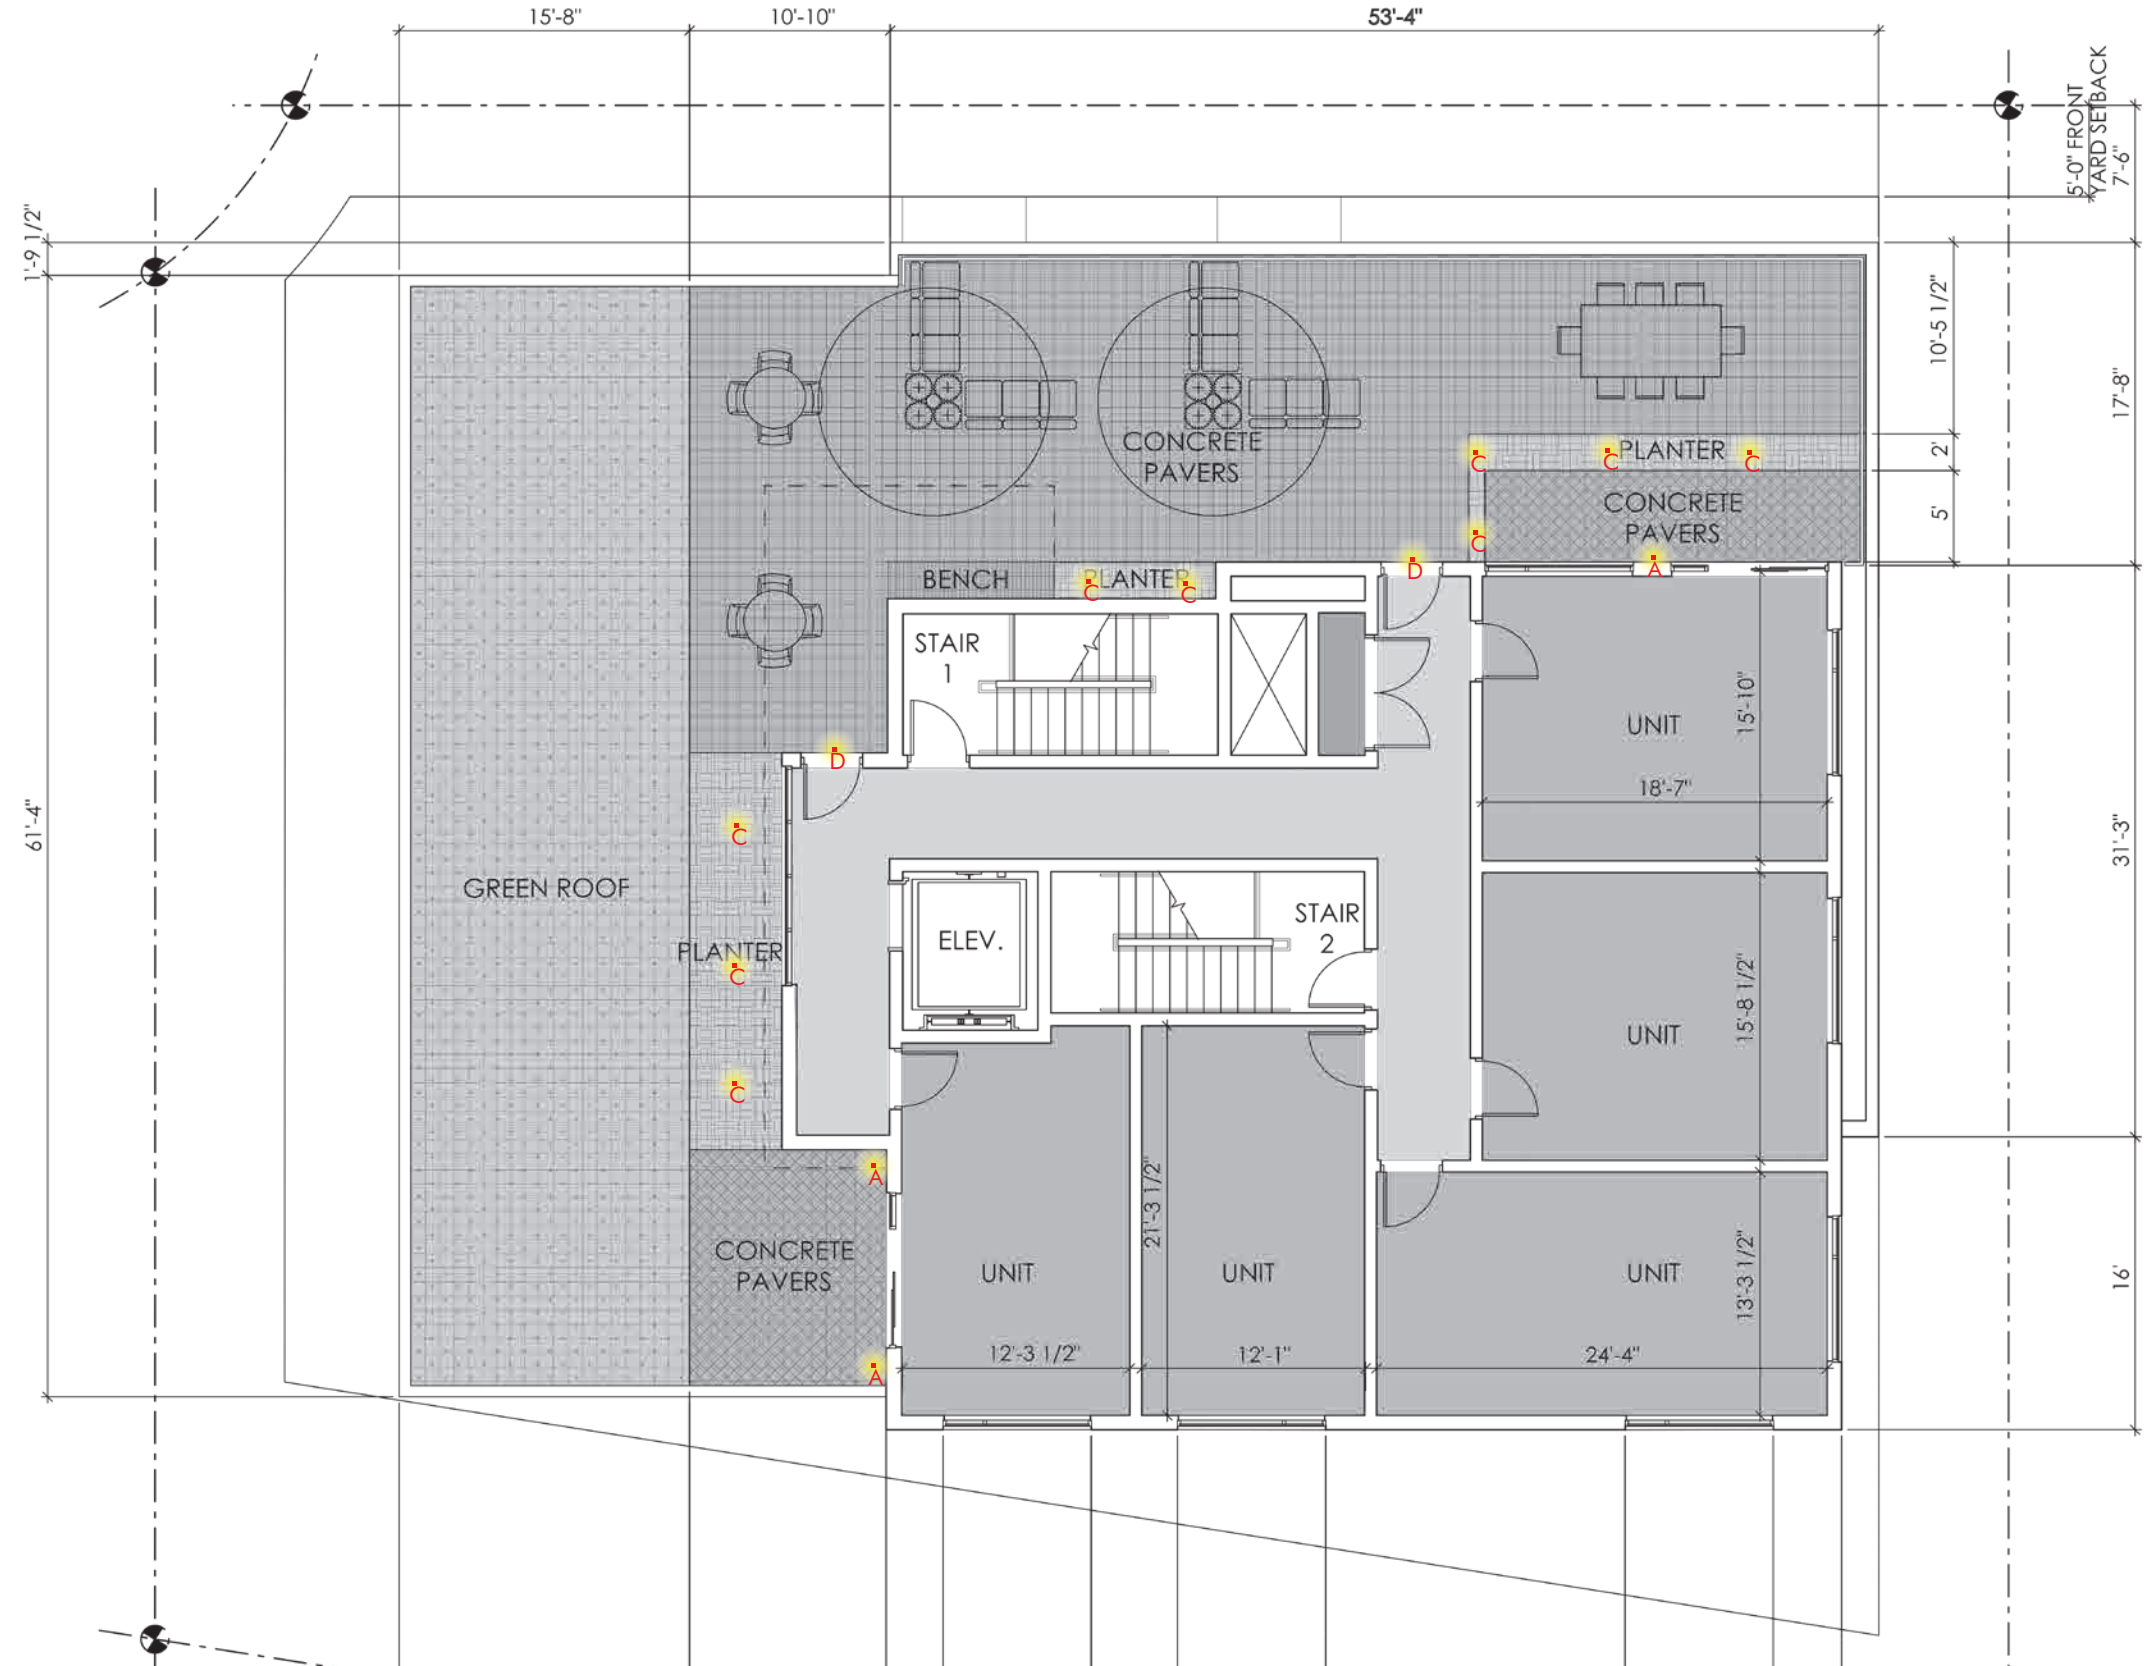 15'-8"
10'-10"
53'-4"
5'-0" FRONT
YARD SETBACK
7'-6"
1'-9 1/2"
10'-5 1/2"
17'-8"
2'
5'
CONCRETE
PAVERS
C
C
PLANTER
C
CONCRETE
PAVERS
C
A
D
BENCH
PLANTER
C
C
STAIR
1
UNIT
15'-10"
18'-7"
D
C
61'-4"
31'-3"
GREEN ROOF
PLANTER
C
ELEV.
STAIR
2
UNIT
15'-8 1/2"
C
A
CONCRETE
PAVERS
A
UNIT
12'-3 1/2"
21'-3 1/2"
UNIT
12'-1"
UNIT
13'-3 1/2"
24'-4"
16'